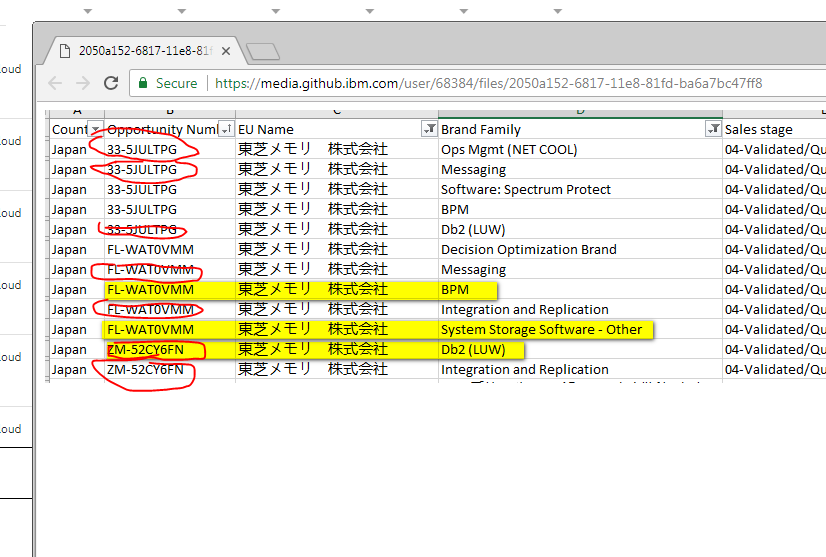 2050a152-6817-11e8-81f
Secure https://media.github.ibm.com/user/68384/files/2050a152-6817-11e8-81fd-ba6a7bc47ff8
loud
loud
loud
loud
loud
loud
A B C D
Count Opportunity Num EU Name Brand Family Sales stage
Japan 33-5JULTPG 東芝メモリ 株式会社 Ops Mgmt (NET COOL) 04-Validated/Qu
Japan 33-5JULTPG 東芝メモリ 株式会社 Messaging 04-Validated/Qu
Japan 33-5JULTPG 東芝メモリ 株式会社 Software: Spectrum Protect 04-Validated/Qu
Japan 33-5JULTPG 東芝メモリ 株式会社 BPM 04-Validated/Qu
Japan 33-5JULTPG 東芝メモリ 株式会社 Db2 (LUW) 04-Validated/Qu
Japan FL-WAT0VMM 東芝メモリ 株式会社 Decision Optimization Brand 04-Validated/Qu
Japan FL-WAT0VMM 東芝メモリ 株式会社 Messaging 04-Validated/Qu
Japan FL-WAT0VMM 東芝メモリ 株式会社 BPM 04-Validated/Qu
Japan FL-WAT0VMM 東芝メモリ 株式会社 Integration and Replication 04-Validated/Qu
Japan FL-WAT0VMM 東芝メモリ 株式会社 System Storage Software - Other 04-Validated/Qu
Japan ZM-52CY6FN 東芝メモリ 株式会社 Db2 (LUW) 04-Validated/Qu
Japan ZM-52CY6FN 東芝メモリ 株式会社 Integration and Replication 04-Validated/Qu